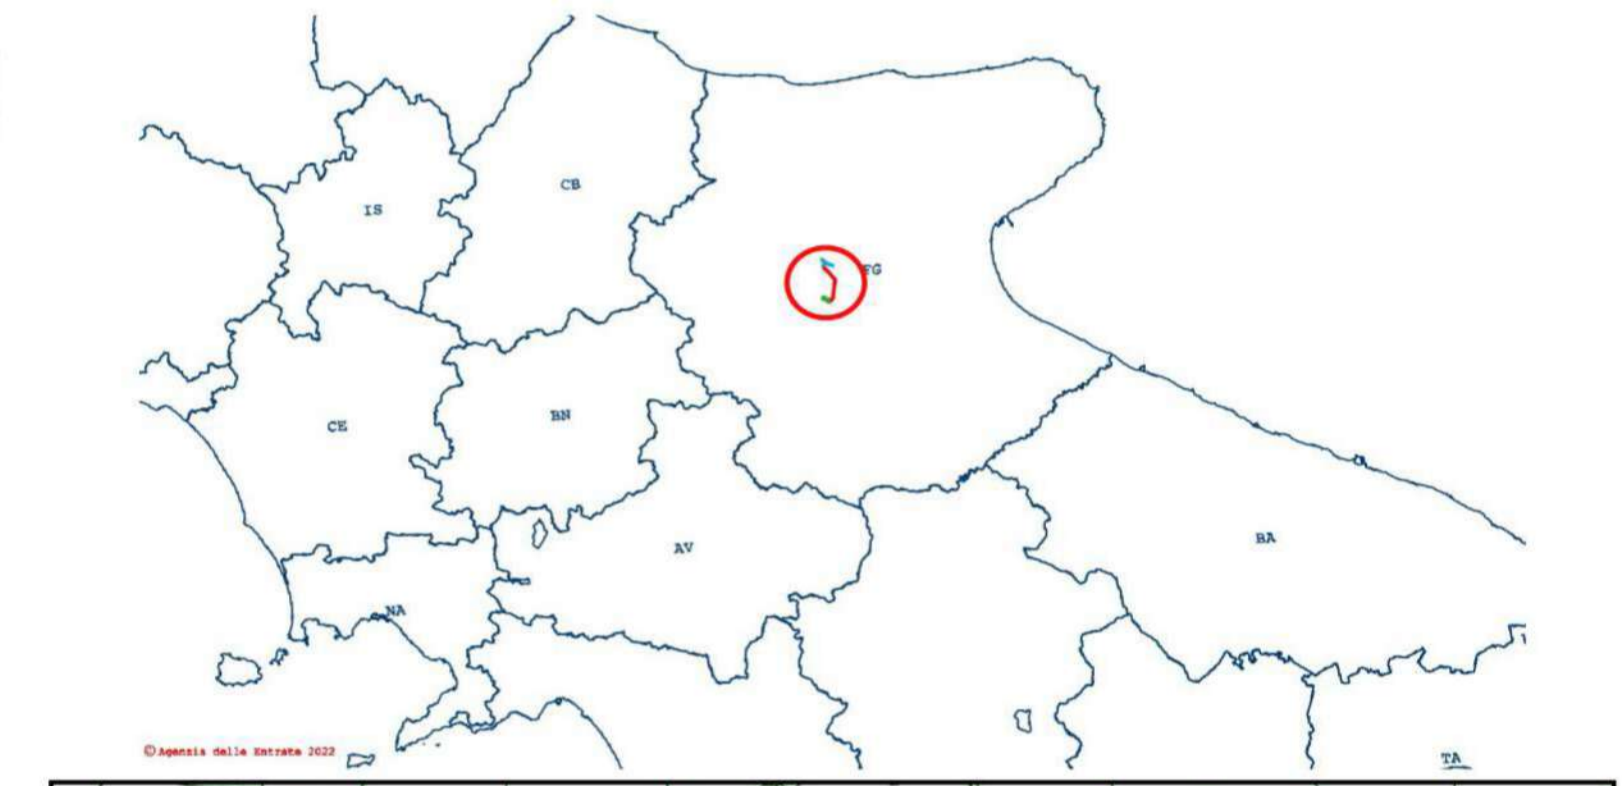 CB
IS
FG
CE
BN
AV
BA
NA
©Agenzia delle Entrate 2022
TA